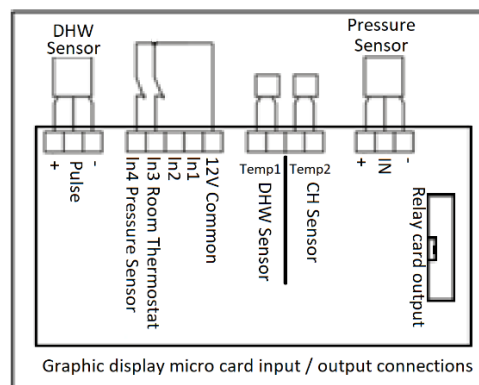 DHW
Sensor
Pressure
Sensor
+
Pulse
-
In4 Pressure Sensor
In3 Room Thermostat
In2
In1
12V Common
Temp1
DHW Sensor
Temp2
CH Sensor
+
IN
-
Relay card output
Graphic display micro card input / output connections